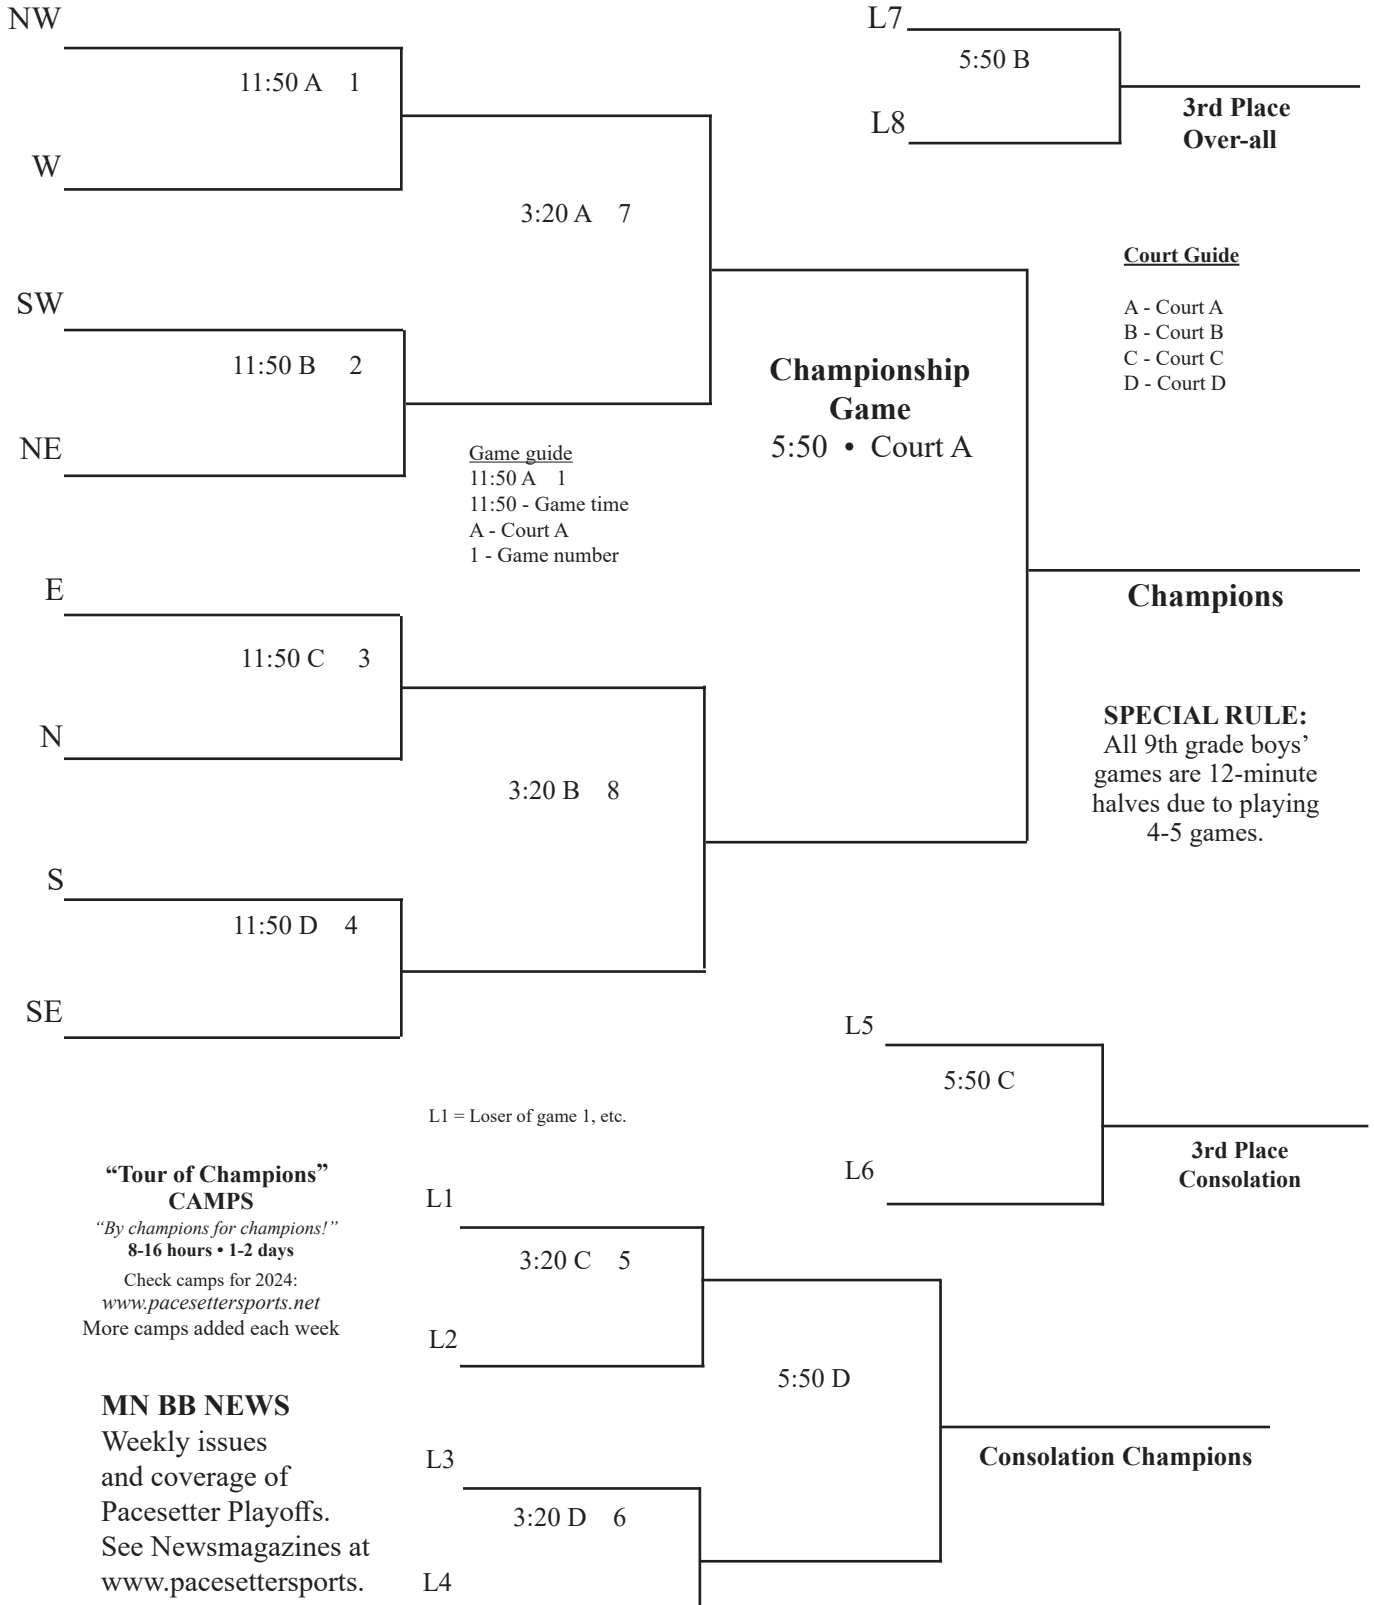 NW
11:50 A 1
W
3:20 A 7
SW
11:50 B 2
NE
Game guide
11:50 A 1
11:50 - Game time
A - Court A
1 - Game number
E
11:50 C 3
N
3:20 B 8
S
11:50 D 4
SE
L7
5:50 B
L8
3rd Place
Over-all
Court Guide
A - Court A
B - Court B
C - Court C
D - Court D
Championship
Game
5:50 • Court A
Champions
SPECIAL RULE:
All 9th grade boys’
games are 12-minute
halves due to playing
4-5 games.
L5
5:50 C
L6
3rd Place
Consolation
L1 = Loser of game 1, etc.
“Tour of Champions”
CAMPS
“By champions for champions!”
8-16 hours • 1-2 days
Check camps for 2024:
www.pacesettersports.net
More camps added each week
MN BB NEWS
Weekly issues
and coverage of
Pacesetter Playoffs.
See Newsmagazines at
www.pacesettersports.
L1
3:20 C 5
L2
5:50 D
L3
3:20 D 6
L4
Consolation Champions